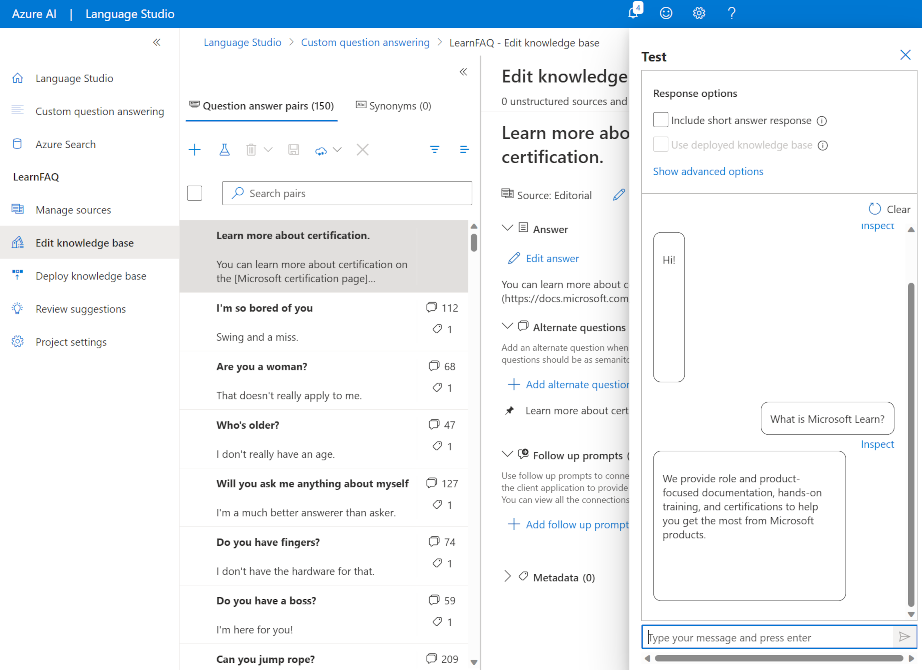 Azure AI | Language Studio
4
?
Language Studio
Custom question answering
Azure Search
LearnFAQ
Manage sources
Edit knowledge base
Deploy knowledge base
Review suggestions
Project settings
Language Studio > Custom question answering > LearnFAQ - Edit knowledge base
Question answer pairs (150)
Synonyms (0)
Search pairs
Learn more about certification.
You can learn more about certification on
the [Microsoft certification page]...
I'm so bored of you
112
Swing and a miss.
1
Are you a woman?
68
That doesn't really apply to me.
1
Who's older?
47
I don't really have an age.
1
Will you ask me anything about myself
127
I'm a much better answerer than asker.
1
Do you have fingers?
74
I don't have the hardware for that.
1
Do you have a boss?
59
I'm here for you!
1
Can you jump rope?
209
Edit knowledge
0 unstructured sources and
Learn more abo
certification.
Source: Editorial
Answer
Edit answer
You can learn more about c
(https://docs.microsoft.com
Alternate questions
Add an alternate question when
questions should be as semantic
Add alternate question
Learn more about cert
Follow up prompts (
Use follow up prompts to conne
the client application to provide
You can view all the connections
Add follow up prompt
Metadata (0)
Test
Response options
Include short answer response
Use deployed knowledge base
Show advanced options
Clear
Inspect
Hi!
What is Microsoft Learn?
Inspect
We provide role and product-
focused documentation, hands-on
training, and certifications to help
you get the most from Microsoft
products.
Type your message and press enter